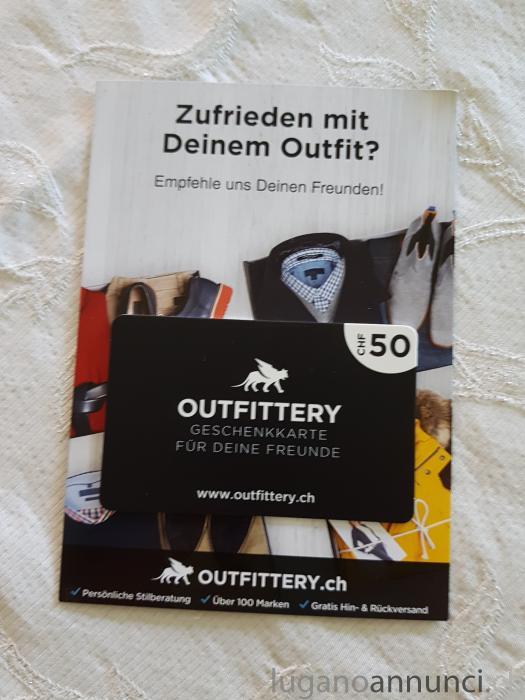 Zufrieden mit
Deinem Outfit?
Empfehle uns Deinen Freunden!
CHF 50
OUTFITTERY
GESCHENKKARTE
FÜR DEINE FREUNDE
www.outfittery.ch
OUTFITTERY.ch
Persönliche Stilberatung Über 100 Marken Gratis Hin- & Rückversand
luganoannunci.ch